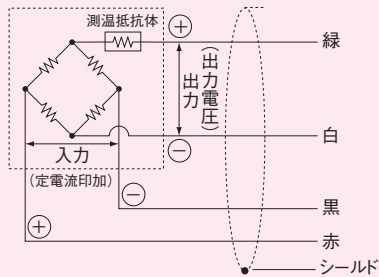 測温抵抗体
＋
緑
出力
(出力電圧)
白
－
入力
(定電流印加)
－
黒
＋
赤
シールド